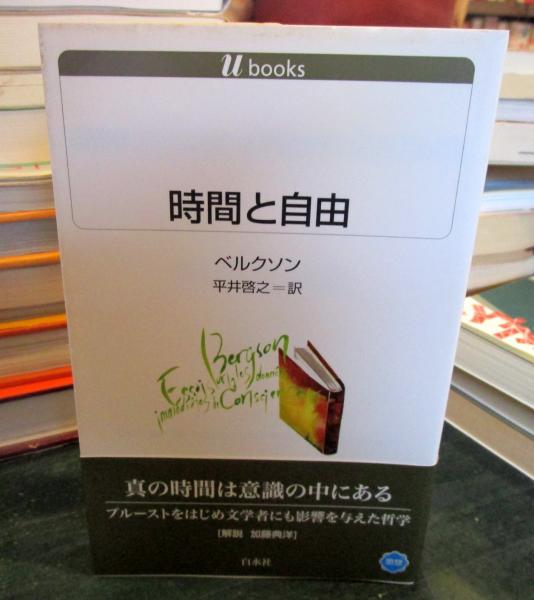 u books
時間と自由
ベルクソン
平井啓之=訳
Bergson
Essai sur les données
immédiates de la
Conscien
真の時間は意識の中にある
プルーストをはじめ文学者にも影響を与えた哲学
[解説 加藤典洋]
白水社
思想